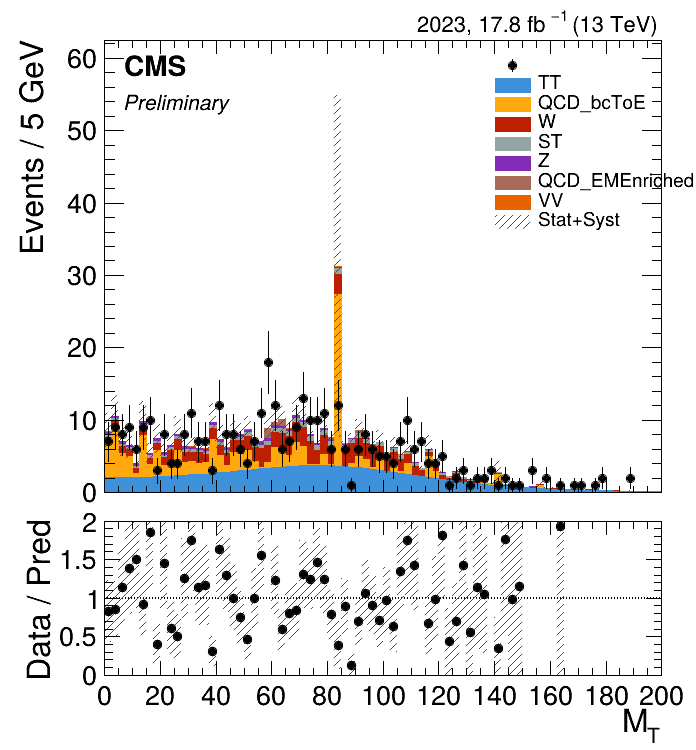 2023, 17.8 fb⁻¹ (13 TeV)
Events / 5 GeV
60
50
40
30
20
10
0
CMS
Preliminary
TT
QCD_bcToE
W
ST
Z
QCD_EMEnriched
VV
Stat+Syst
Data / Pred
2
1.5
1
0.5
0
0 20 40 60 80 100 120 140 160 180 200
M_T